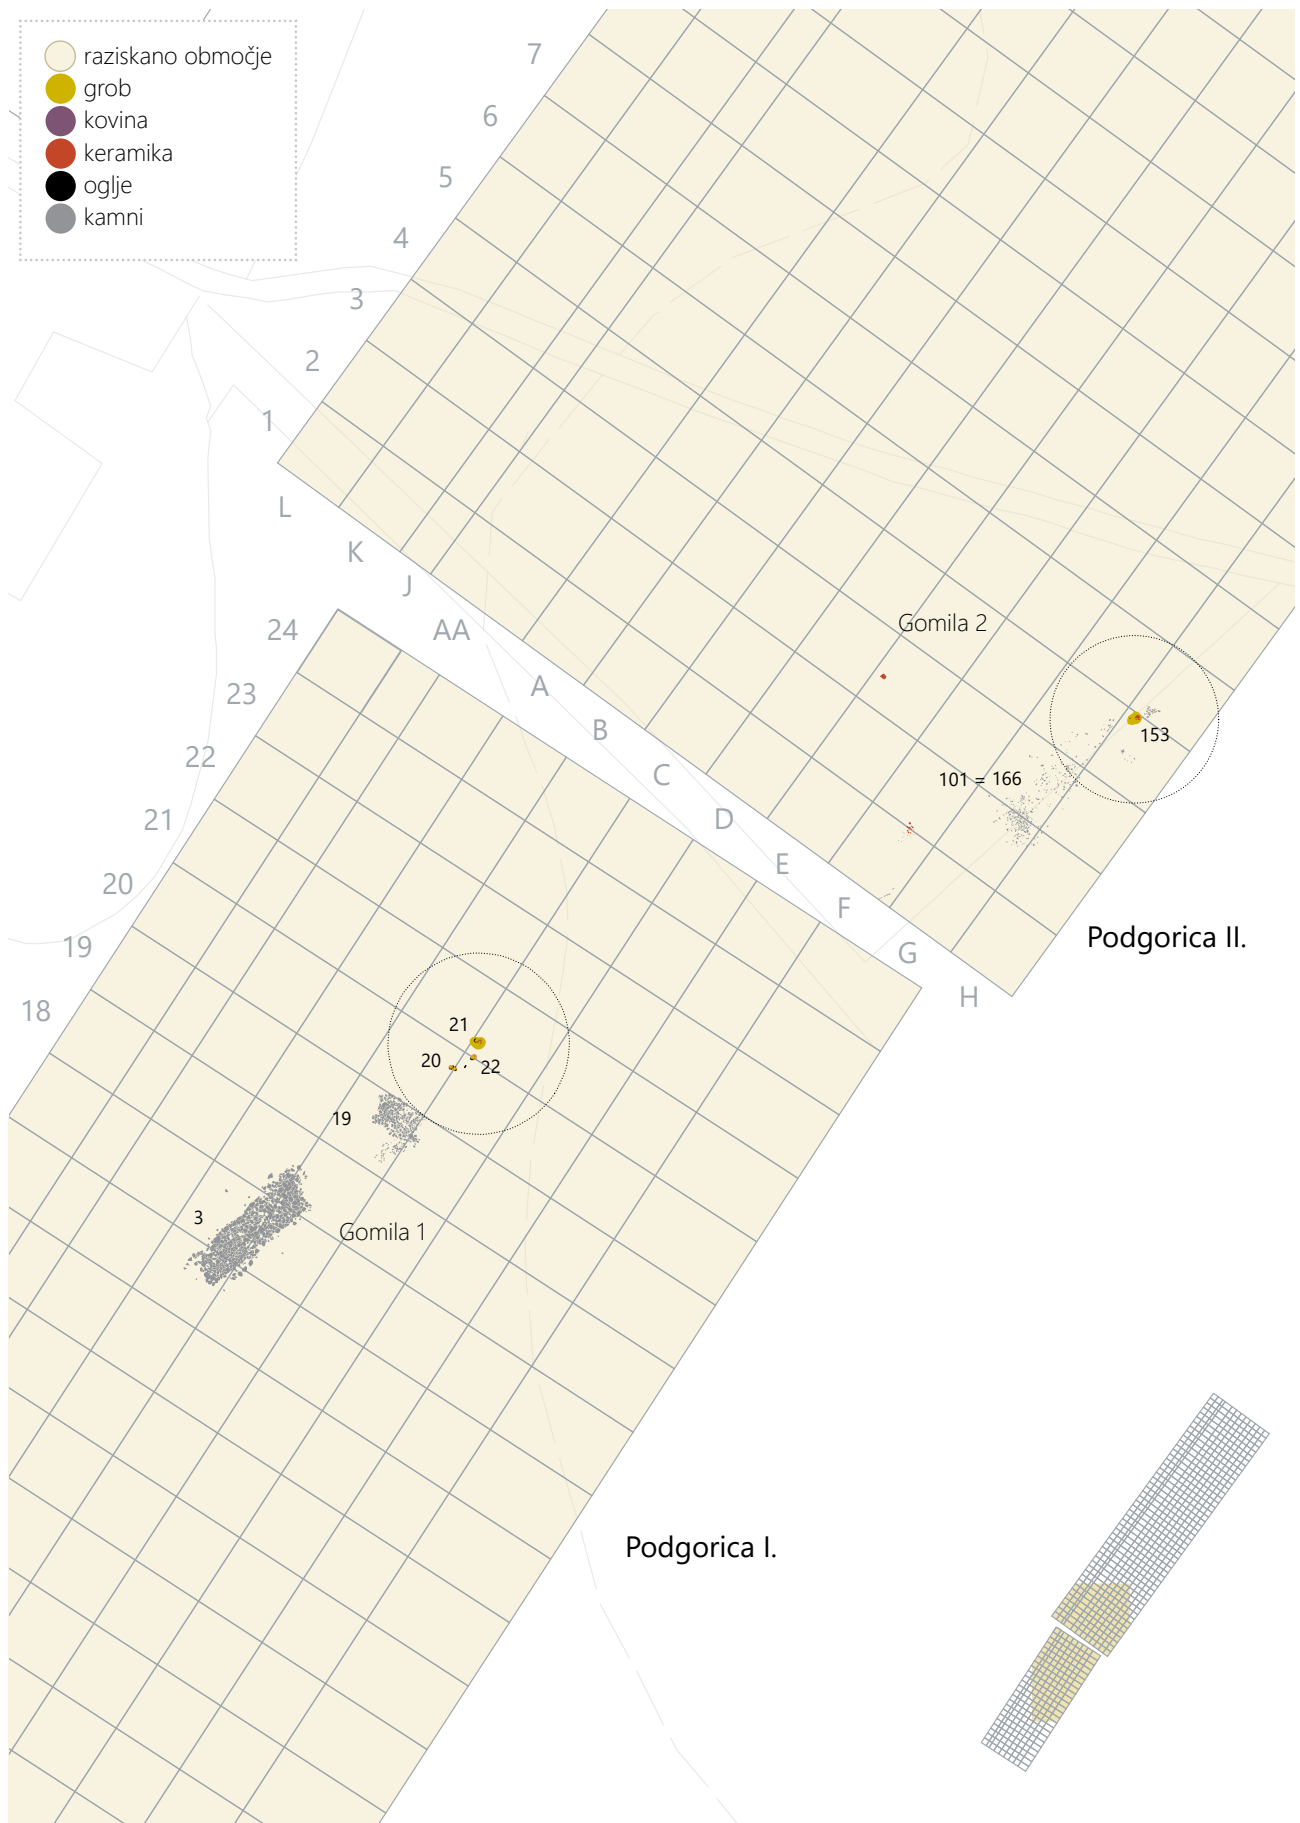 raziskano območje
grob
kovina
keramika
oglje
kamni
7
6
5
4
3
2
1
L
K
J
AA
A
B
C
D
E
F
G
H
24
23
22
21
20
19
18
Gomila 2
153
101 = 166
Podgorica II.
21
20
22
19
3
Gomila 1
Podgorica I.